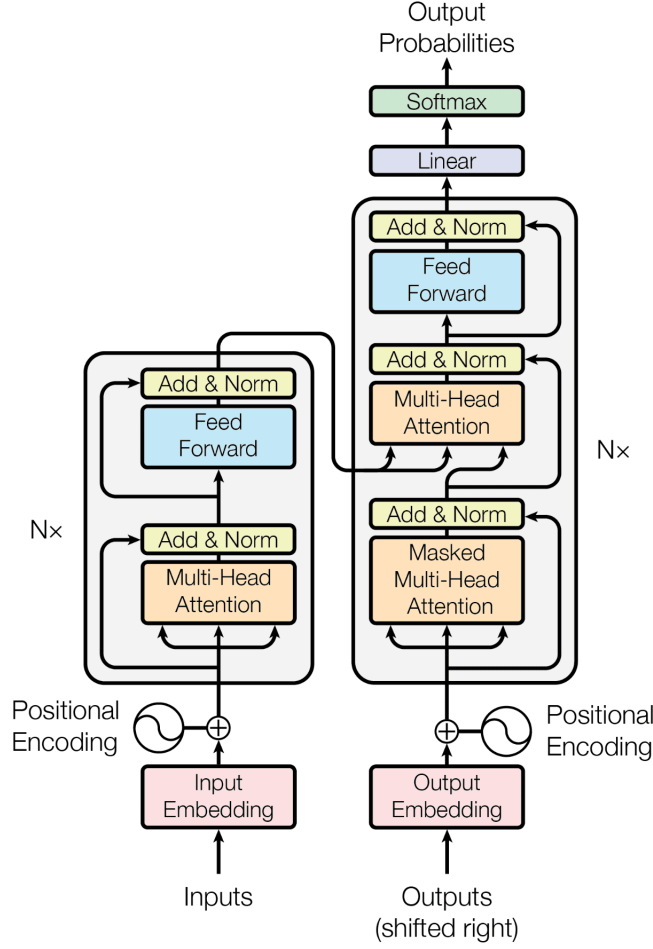 Output
Probabilities
Softmax
Linear
Add & Norm
Feed
Forward
Add & Norm
Multi-Head
Attention
Add & Norm
Masked
Multi-Head
Attention
N×
Add & Norm
Feed
Forward
Add & Norm
Multi-Head
Attention
N×
Positional
Encoding
Positional
Encoding
Input
Embedding
Output
Embedding
Inputs
Outputs
(shifted right)